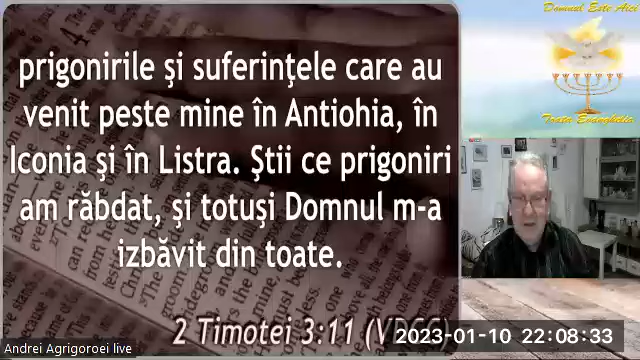 prigonirile şi suferinţele care au
venit peste mine în Antiohia, în
Iconia şi în Listra. Ştii ce prigoniri
am răbdat, şi totuşi Domnul m-a
izbăvit din toate.
2 Timotei 3:11
Andrei Agrigoroei live
2023-01-10 22:08:33
Domnul Este Aici
Toata Evanghelia